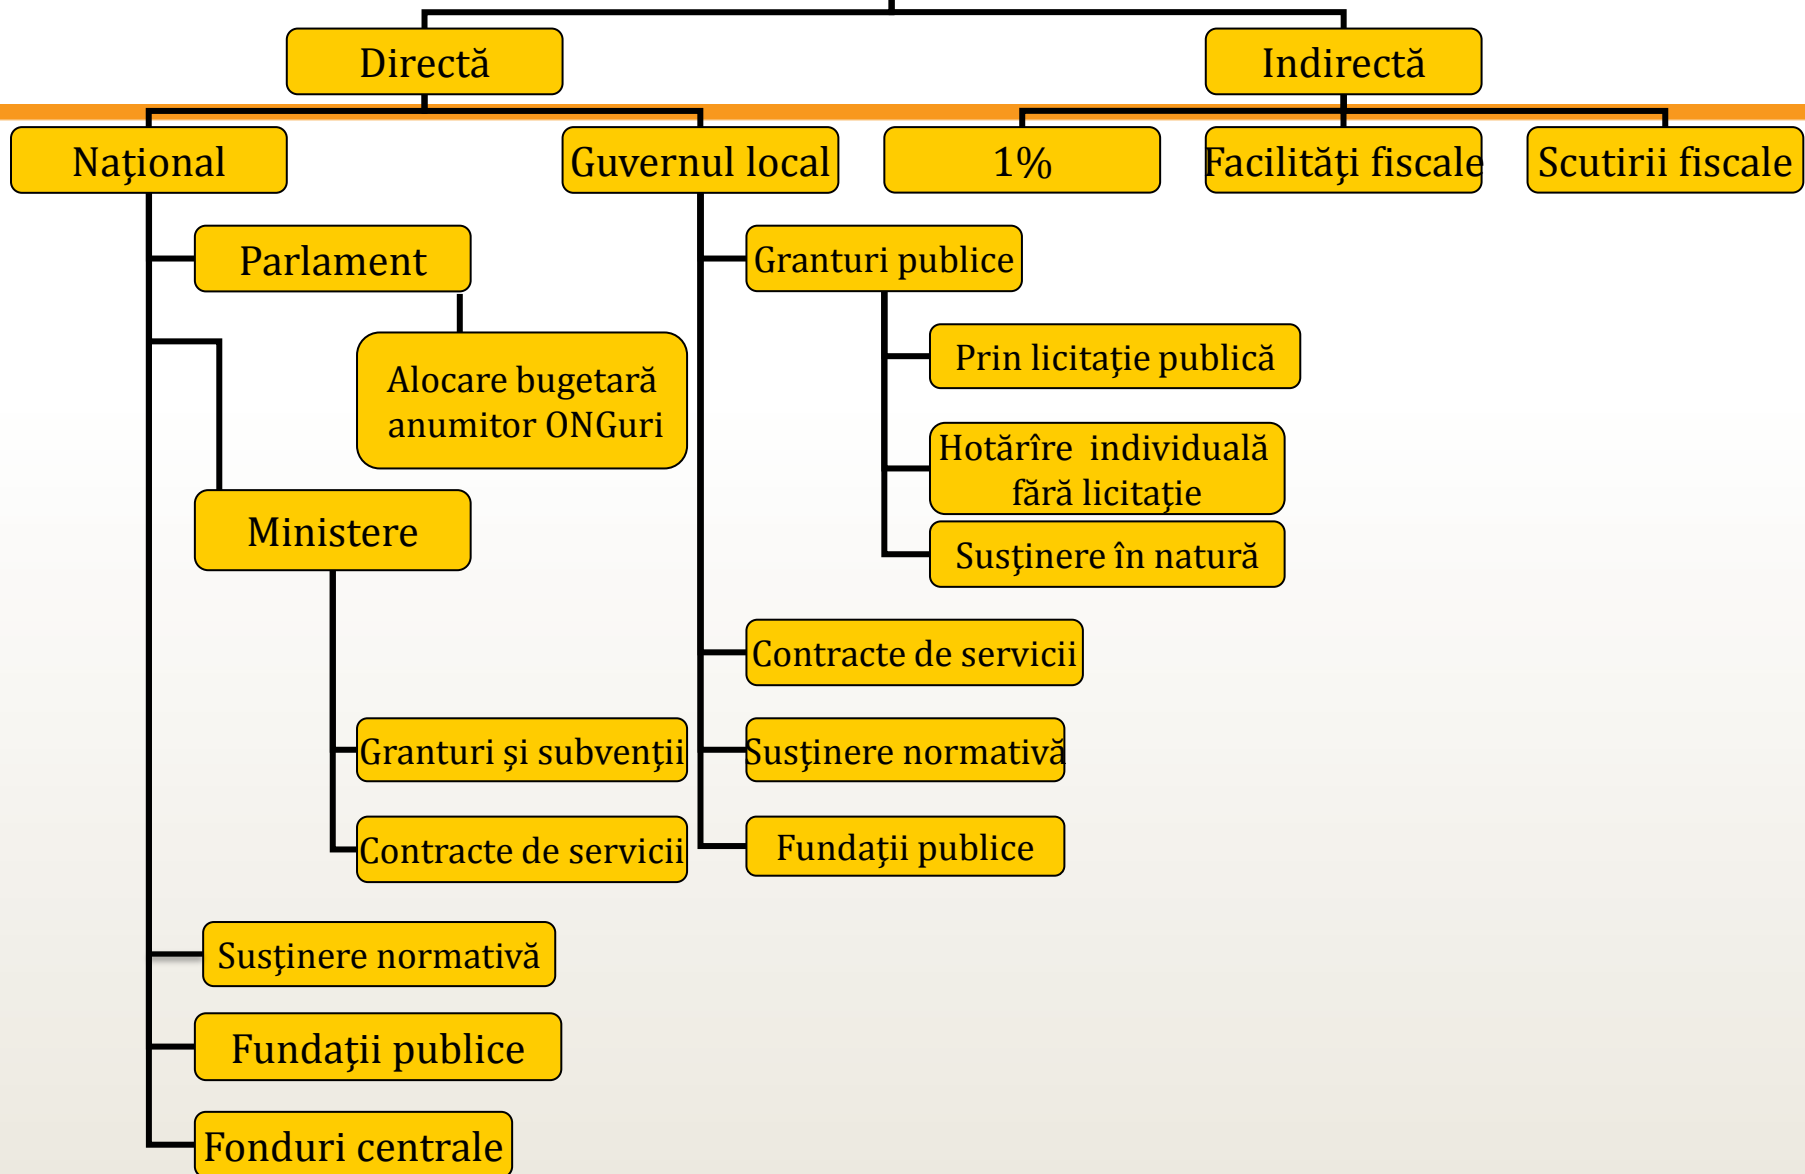 Directă
Indirectă
Naţional
Guvernul local
1%
Facilităţi fiscale
Scutirii fiscale
Parlament
Alocare bugetară
anumitor ONGuri
Ministere
Granturi şi subvenţii
Contracte de servicii
Susţinere normativă
Fundaţii publice
Fonduri centrale
Granturi publice
Prin licitaţie publică
Hotărîre individuală
fără licitaţie
Susţinere în natură
Contracte de servicii
Susţinere normativă
Fundaţii publice